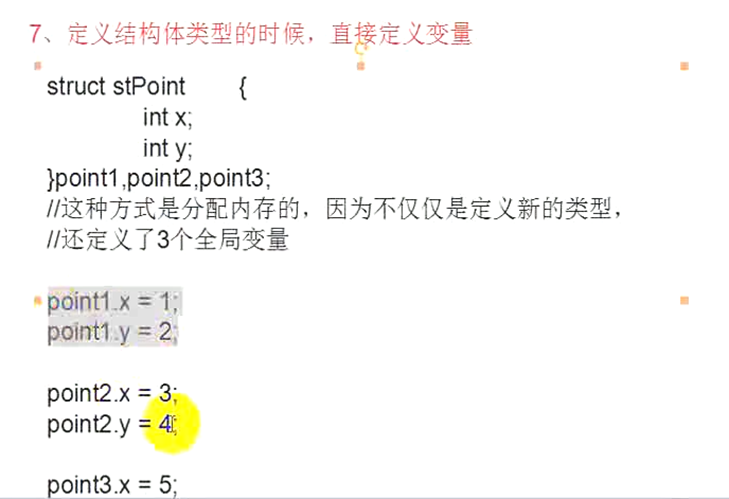 7、定义结构体类型的时候，直接定义变量
struct stPoint {
int x;
int y;
}point1,point2,point3;
//这种方式是分配内存的，因为不仅仅是定义新的类型，
//还定义了3个全局变量
point1.x = 1;
point1.y = 2;
point2.x = 3;
point2.y = 4;
point3.x = 5;